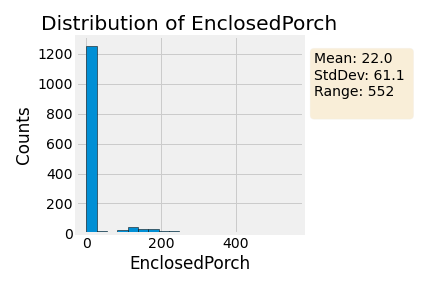 Distribution of EnclosedPorch
Mean: 22.0
StdDev: 61.1
Range: 552
1200
1000
800
600
400
200
0
Counts
0 200 400
EnclosedPorch